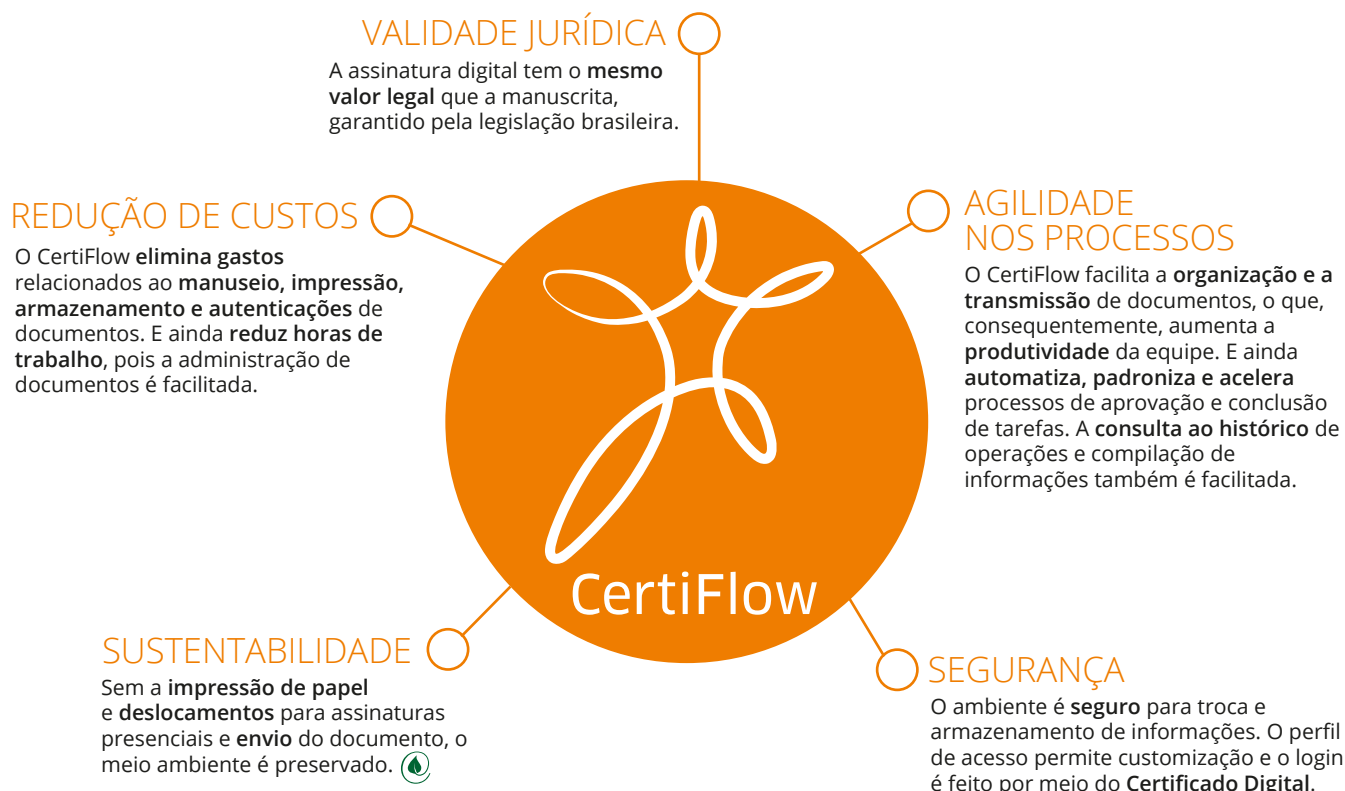 VALIDADE JURÍDICA
A assinatura digital tem o mesmo
valor legal que a manuscrita,
garantido pela legislação brasileira.
REDUÇÃO DE CUSTOS
O CertiFlow elimina gastos
relacionados ao manuseio, impressão,
armazenamento e autenticações de
documentos. E ainda reduz horas de
trabalho, pois a administração de
documentos é facilitada.
AGILIDADE
NOS PROCESSOS
O CertiFlow facilita a organização e a
transmissão de documentos, o que,
consequentemente, aumenta a
produtividade da equipe. E ainda
automatiza, padroniza e acelera
processos de aprovação e conclusão
de tarefas. A consulta ao histórico de
operações e compilação de
informações também é facilitada.
CertiFlow
SUSTENTABILIDADE
Sem a impressão de papel
e deslocamentos para assinaturas
presenciais e envio do documento, o
meio ambiente é preservado.
SEGURANÇA
O ambiente é seguro para troca e
armazenamento de informações. O perfil
de acesso permite customização e o login
é feito por meio do Certificado Digital.